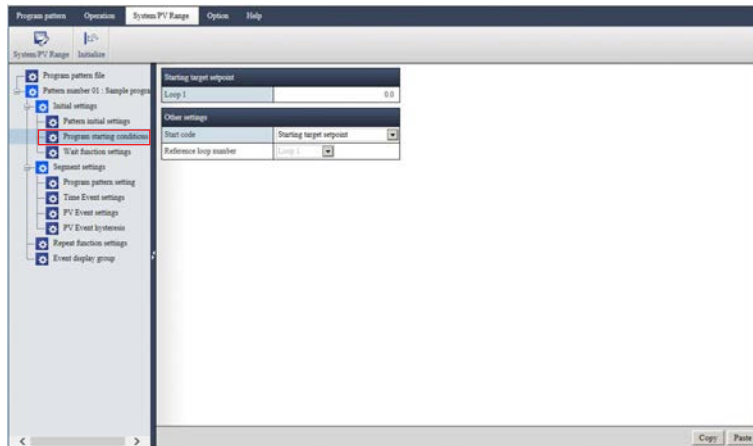 Program pattern Operation System/PV Range Option Help
System/PV Range Initialize
Program pattern file
Pattern number 01 : Sample progra
Initial settings
Pattern initial settings
Program starting conditions
Wait function settings
Segment settings
Program pattern setting
Time Event settings
PV Event settings
PV Event hysteresis
Repeat function settings
Event display group
Starting target setpoint
Loop 1 0.0
Other settings
Start code Starting target setpoint
Reference loop number Loop 1
Copy Paste